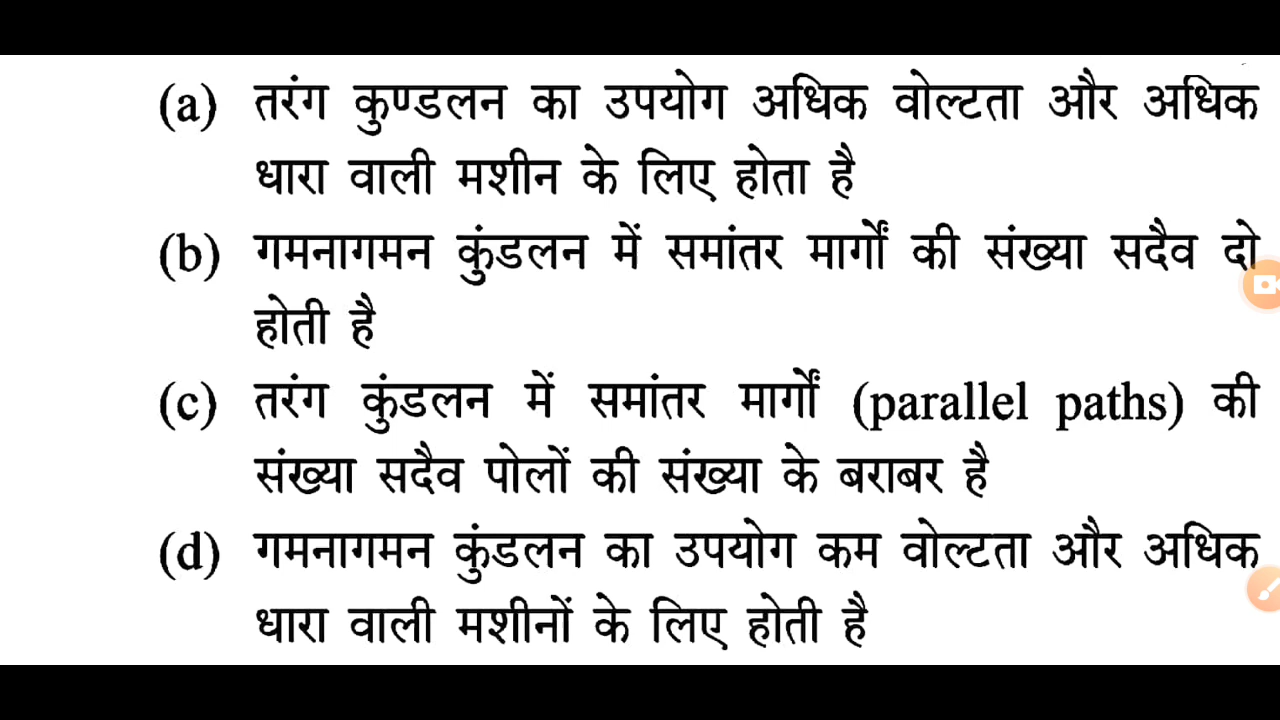 (a) तरंग कुण्डलन का उपयोग अधिक वोल्टता और अधिक
धारा वाली मशीन के लिए होता है
(b) गमनागमन कुंडलन में समांतर मार्गों की संख्या सदैव दो
होती है
(c) तरंग कुंडलन में समांतर मार्गों (parallel paths) की
संख्या सदैव पोलों की संख्या के बराबर है
(d) गमनागमन कुंडलन का उपयोग कम वोल्टता और अधिक
धारा वाली मशीनों के लिए होती है